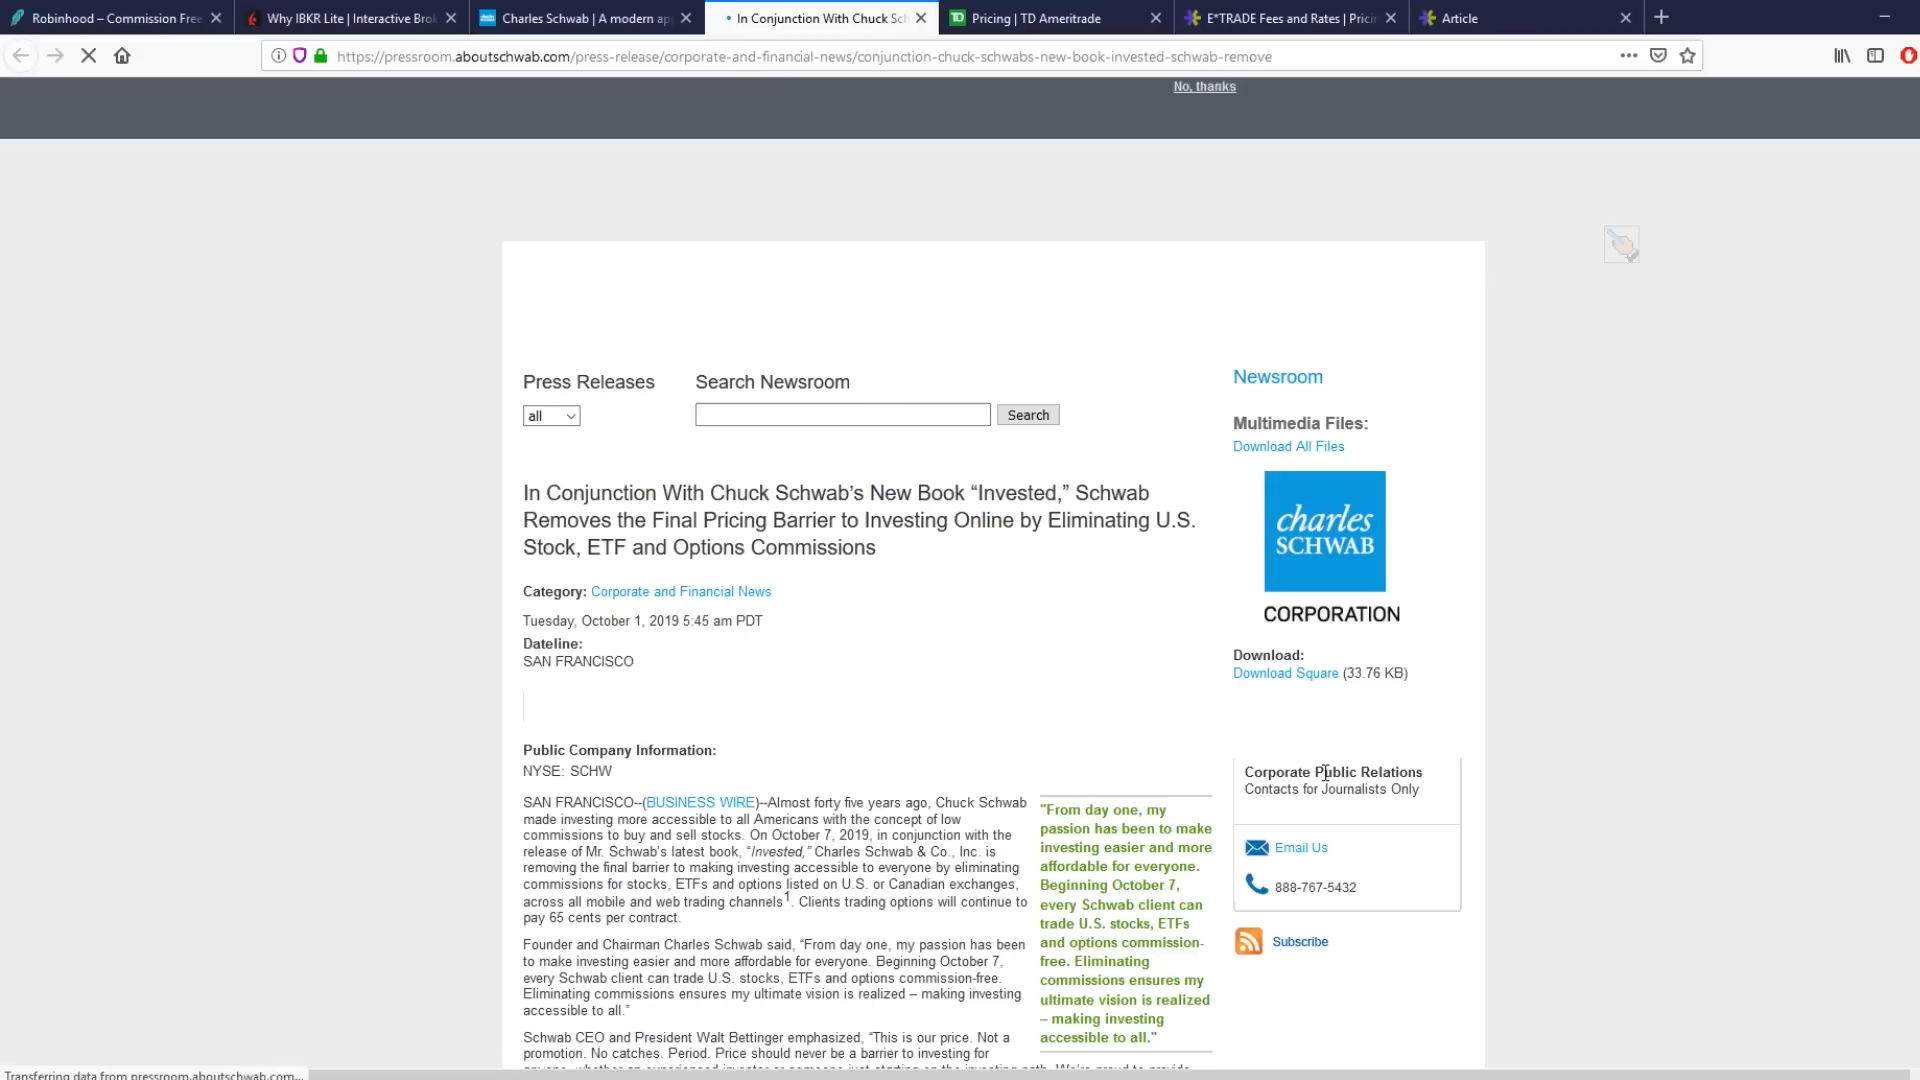 Robinhood – Commission Free
Why IBKR Lite | Interactive Brok
Charles Schwab | A modern ap
In Conjunction With Chuck Sch
Pricing | TD Ameritrade
E*TRADE Fees and Rates | Prici
Article
https://pressroom.aboutschwab.com/press-release/corporate-and-financial-news/conjunction-chuck-schwabs-new-book-invested-schwab-remove
No, thanks
Press Releases
Search Newsroom
all
Search
Newsroom
Multimedia Files:
Download All Files
charles
SCHWAB
CORPORATION
Download:
Download Square (33.76 KB)
In Conjunction With Chuck Schwab's New Book “Invested,” Schwab
Removes the Final Pricing Barrier to Investing Online by Eliminating U.S.
Stock, ETF and Options Commissions
Category: Corporate and Financial News
Tuesday, October 1, 2019 5:45 am PDT
Dateline:
SAN FRANCISCO
Public Company Information:
NYSE: SCHW
SAN FRANCISCO--(BUSINESS WIRE)--Almost forty five years ago, Chuck Schwab
made investing more accessible to all Americans with the concept of low
commissions to buy and sell stocks. On October 7, 2019, in conjunction with the
release of Mr. Schwab's latest book, “Invested,” Charles Schwab & Co., Inc. is
removing the final barrier to making investing accessible to everyone by eliminating
commissions for stocks, ETFs and options listed on U.S. or Canadian exchanges,
across all mobile and web trading channels1. Clients trading options will continue to
pay 65 cents per contract.
Founder and Chairman Charles Schwab said, “From day one, my passion has been
to make investing easier and more affordable for everyone. Beginning October 7,
every Schwab client can trade U.S. stocks, ETFs and options commission-free.
Eliminating commissions ensures my ultimate vision is realized – making investing
accessible to all.”
Schwab CEO and President Walt Bettinger emphasized, “This is our price. Not a
promotion. No catches. Period. Price should never be a barrier to investing for
"From day one, my
passion has been to make
investing easier and more
affordable for everyone.
Beginning October 7,
every Schwab client can
trade U.S. stocks, ETFs
and options commission-
free. Eliminating
commissions ensures my
ultimate vision is realized
– making investing
accessible to all."
Corporate Public Relations
Contacts for Journalists Only
Email Us
888-767-5432
Subscribe
Transferring data from pressroom.aboutschwab.com...